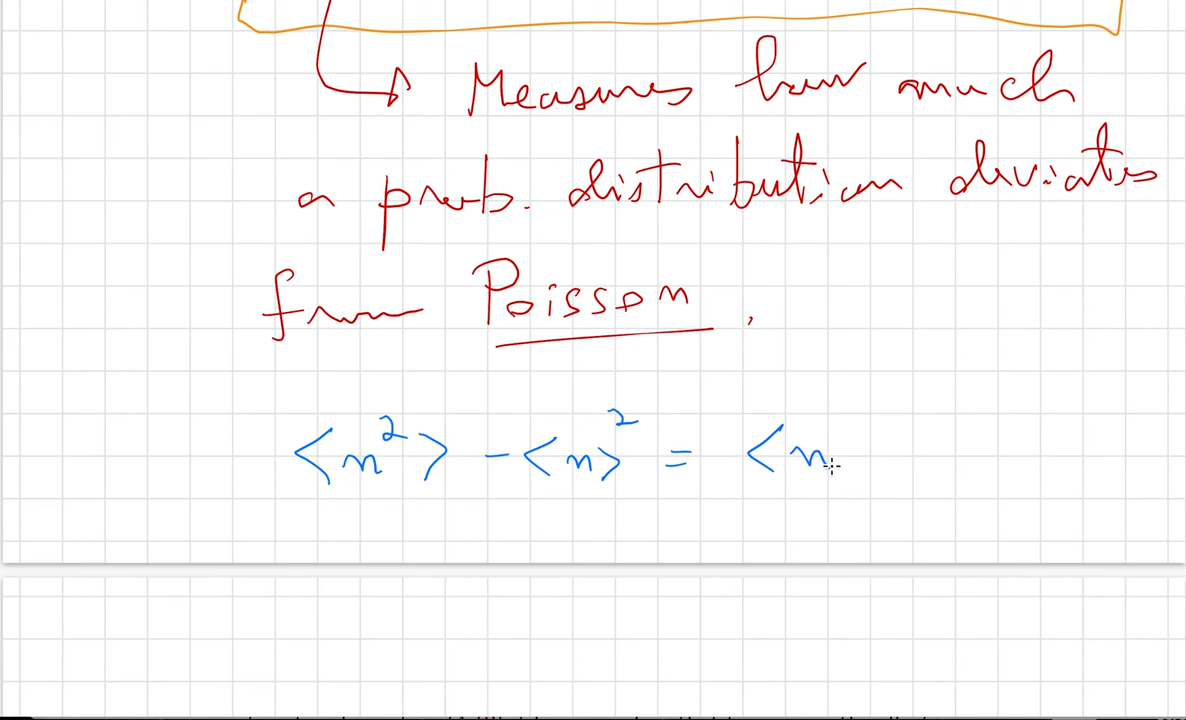 → Measures how much
a prob. distribution deviates
from Poisson.
<n²> - <n>² = <n